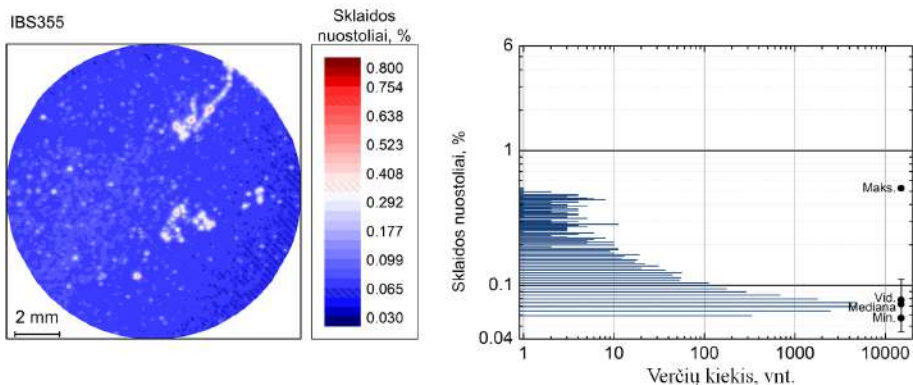 IBS355
Sklaidos
nuostoliai, %
0.800
0.754
0.638
0.523
0.407
0.292
0.177
0.099
0.065
0.030
2 mm
Sklaidos nuostoliai, %
6
1
0.1
0.04
Maks.
Vid.
Mediana
Min.
1
10
100
1000
10000
Verčių kiekis, vnt.